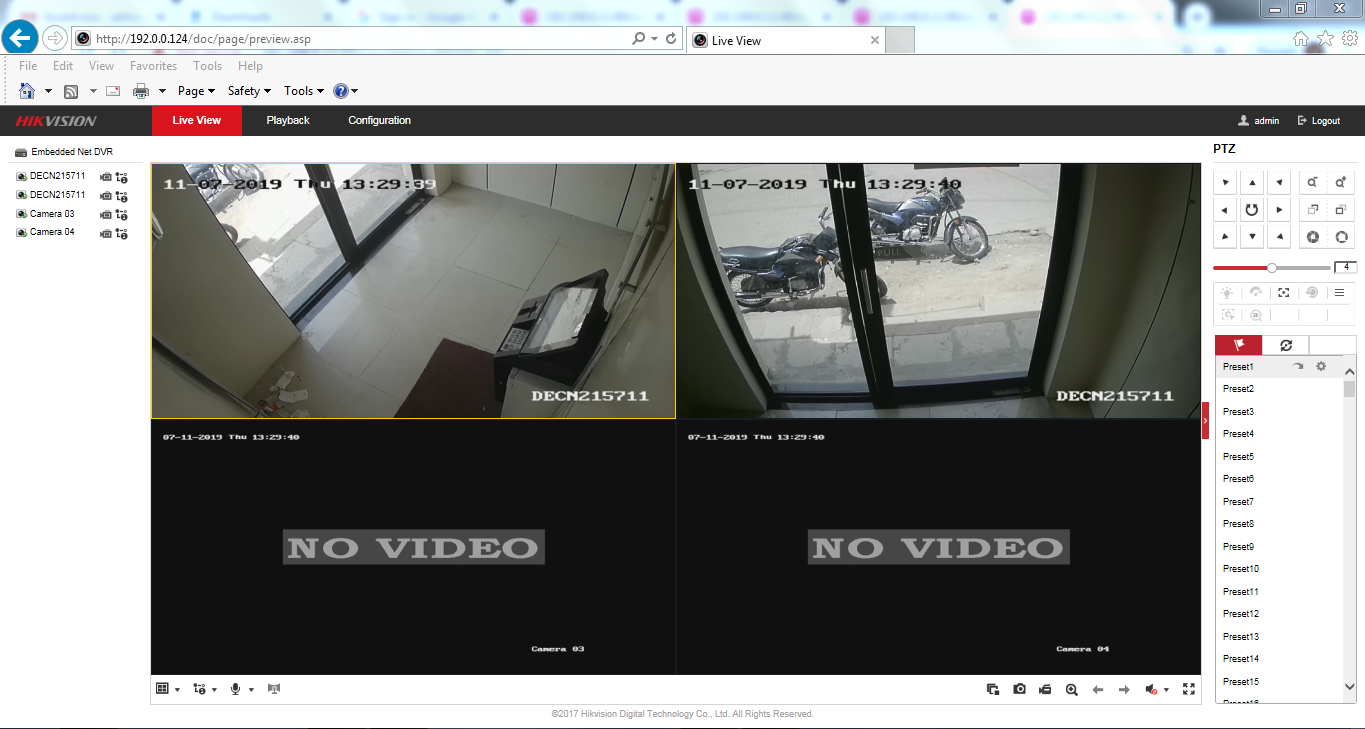 http://192.0.0.124/doc/page/preview.asp
Live View
File Edit View Favorites Tools Help
Page Safety Tools
HIKVISION Live View Playback Configuration admin Logout
Embedded Net DVR
DECN215711
DECN215711
Camera 03
Camera 04
11-07-2019 Thu 13:29:39
DECN215711
11-07-2019 Thu 13:29:40
PULL
DECN215711
07-11-2019 Thu 13:29:40
NO VIDEO
Camera 03
07-11-2019 Thu 13:29:40
NO VIDEO
Camera 04
PTZ
4
Preset1
Preset2
Preset3
Preset4
Preset5
Preset6
Preset7
Preset8
Preset9
Preset10
Preset11
Preset12
Preset13
Preset14
Preset15
Preset16
©2017 Hikvision Digital Technology Co., Ltd. All Rights Reserved.